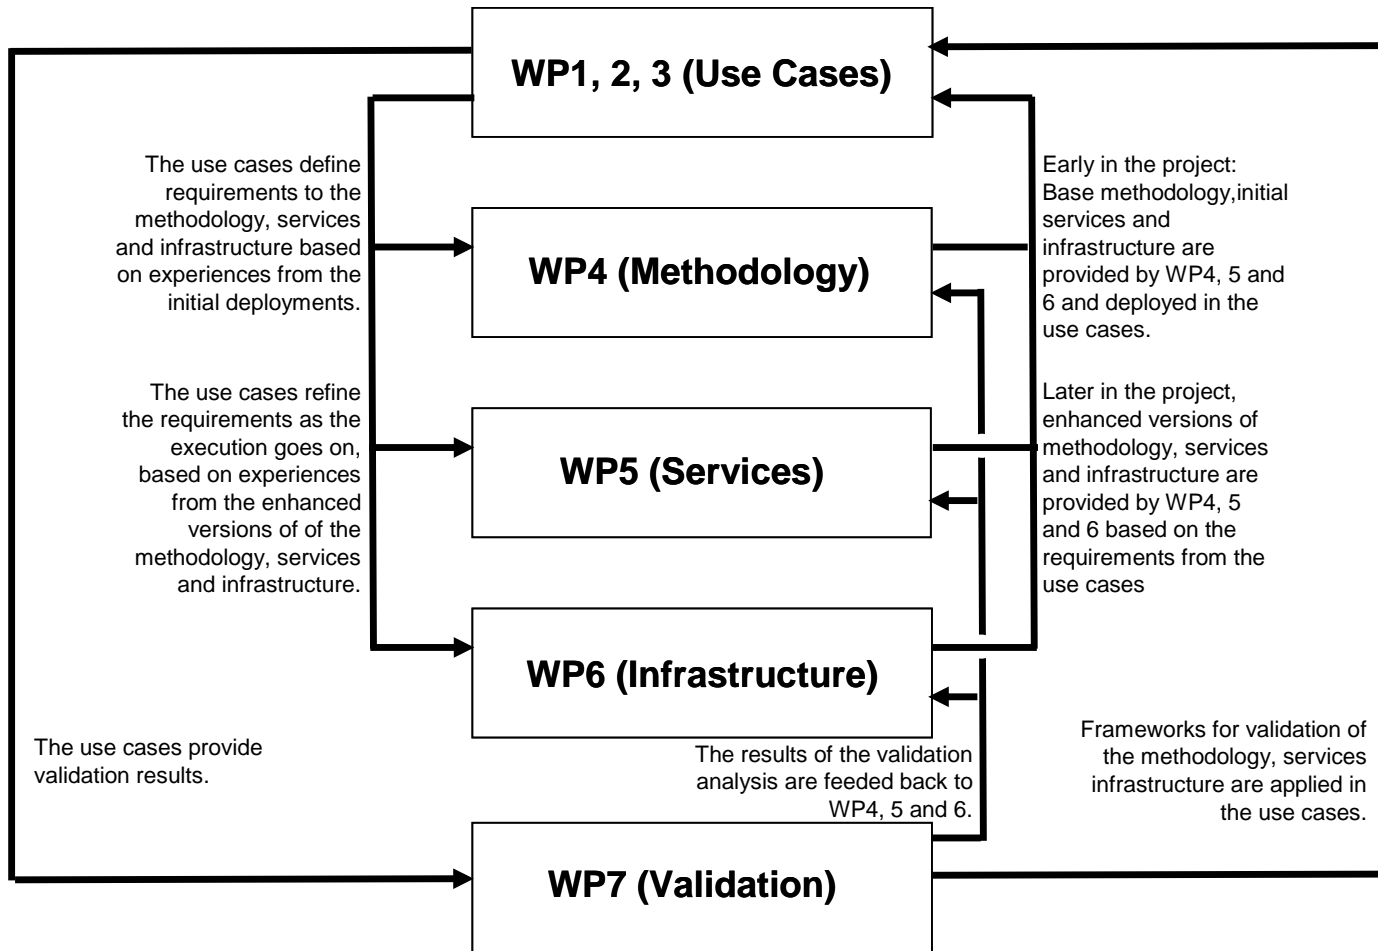 WP1, 2, 3 (Use Cases)
The use cases define
requirements to the
methodology, services
and infrastructure based
on experiences from the
initial deployments.
Early in the project:
Base methodology,initial
services and
infrastructure are
provided by WP4, 5 and
6 and deployed in the
use cases.
WP4 (Methodology)
The use cases refine
the requirements as the
execution goes on,
based on experiences
from the enhanced
versions of of the
methodology, services
and infrastructure.
Later in the project,
enhanced versions of
methodology, services
and infrastructure are
provided by WP4, 5
and 6 based on the
requirements from the
use cases
WP5 (Services)
WP6 (Infrastructure)
The use cases provide
validation results.
The results of the validation
analysis are feeded back to
WP4, 5 and 6.
Frameworks for validation of
the methodology, services
infrastructure are applied in
the use cases.
WP7 (Validation)